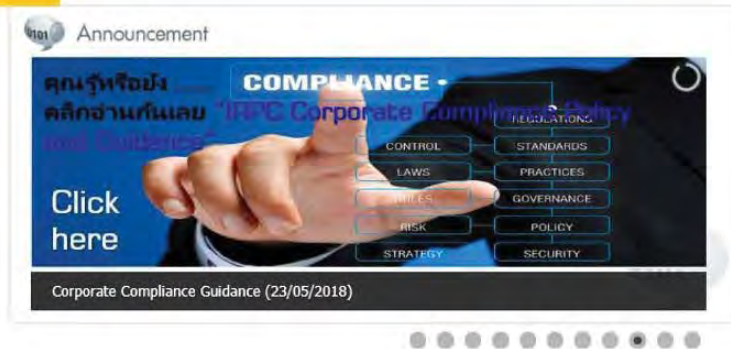 Announcement
คุณรู้หรือยัง ......
คลิกอ่านกันเลย "IRPC Corporate Compliance Policy
and Guidance"
COMPLIANCE
REGULATIONS
CONTROL
STANDARDS
LAWS
PRACTICES
RULES
GOVERNANCE
RISK
POLICY
STRATEGY
SECURITY
Click
here
Corporate Compliance Guidance (23/05/2018)